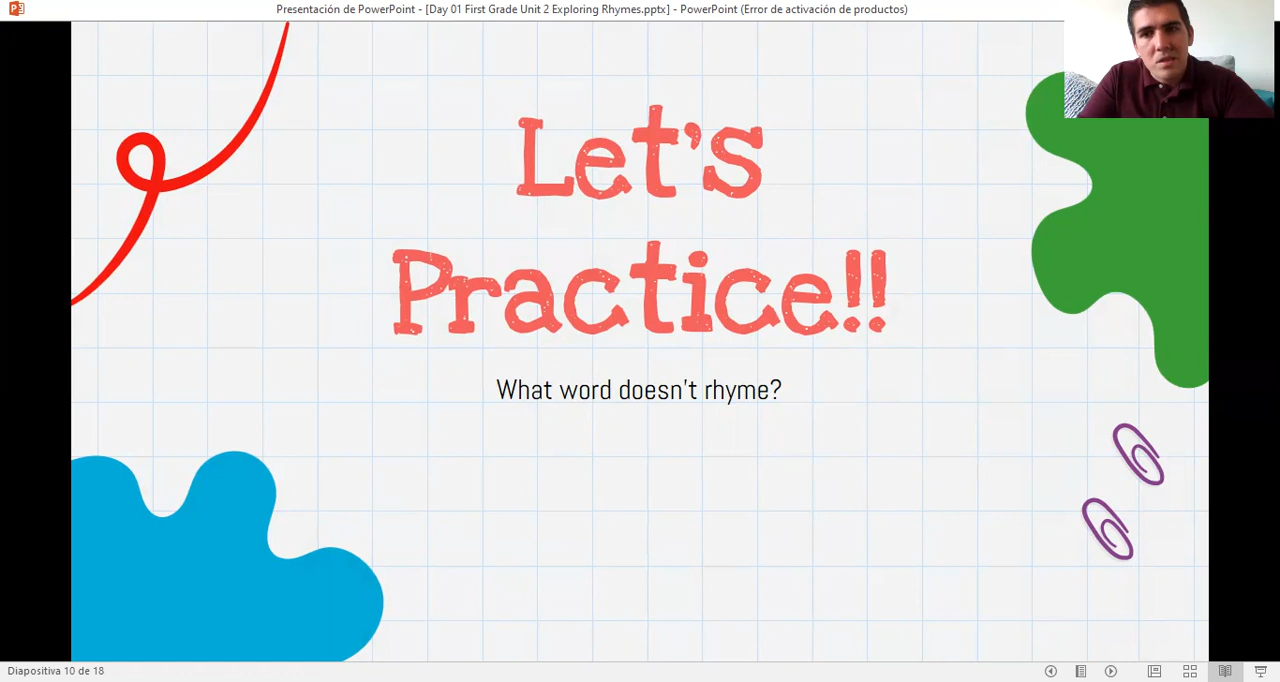 Presentación de PowerPoint - [Day 01 First Grade Unit 2 Exploring Rhymes.pptx] - PowerPoint (Error de activación de productos)
Let's
Practice!!
What word doesn't rhyme?
Diapositiva 10 de 18